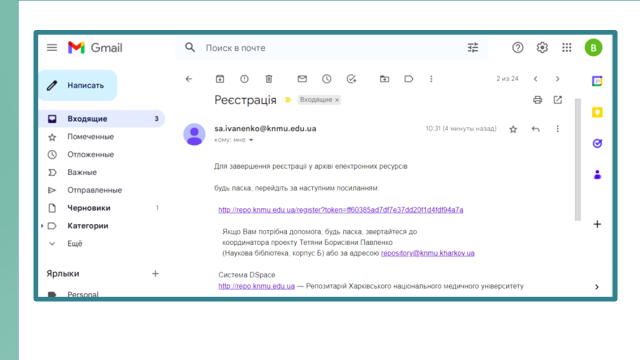 Gmail
Поиск в почте
B
Написать
2 из 24
Реєстрація
Входящие ×
Входящие 3
Помеченные
Отложенные
Важные
Отправленные
Черновики 1
Категории
Ещё
Ярлыки +
Personal
sa.ivanenko@knmu.edu.ua 10:31 (4 минуты назад)
кому: мне
Для завершення реєстрації у архіві електронних ресурсів
будь ласка, перейдіть за наступним посиланням.
http://repo.knmu.edu.ua/register?token=ff60385ad7df7e37dd20f1d4fdf94a7a
Якщо Вам потрібна допомога, будь ласка, звертайтеся до
координатора проекту Тетяни Борисівни Павленко
(Наукова бібліотека, корпус Б) або за адресою repository@knmu.kharkov.ua
Система DSpace
http://repo.knmu.edu.ua — Репозитарій Харківського національного медичного університету